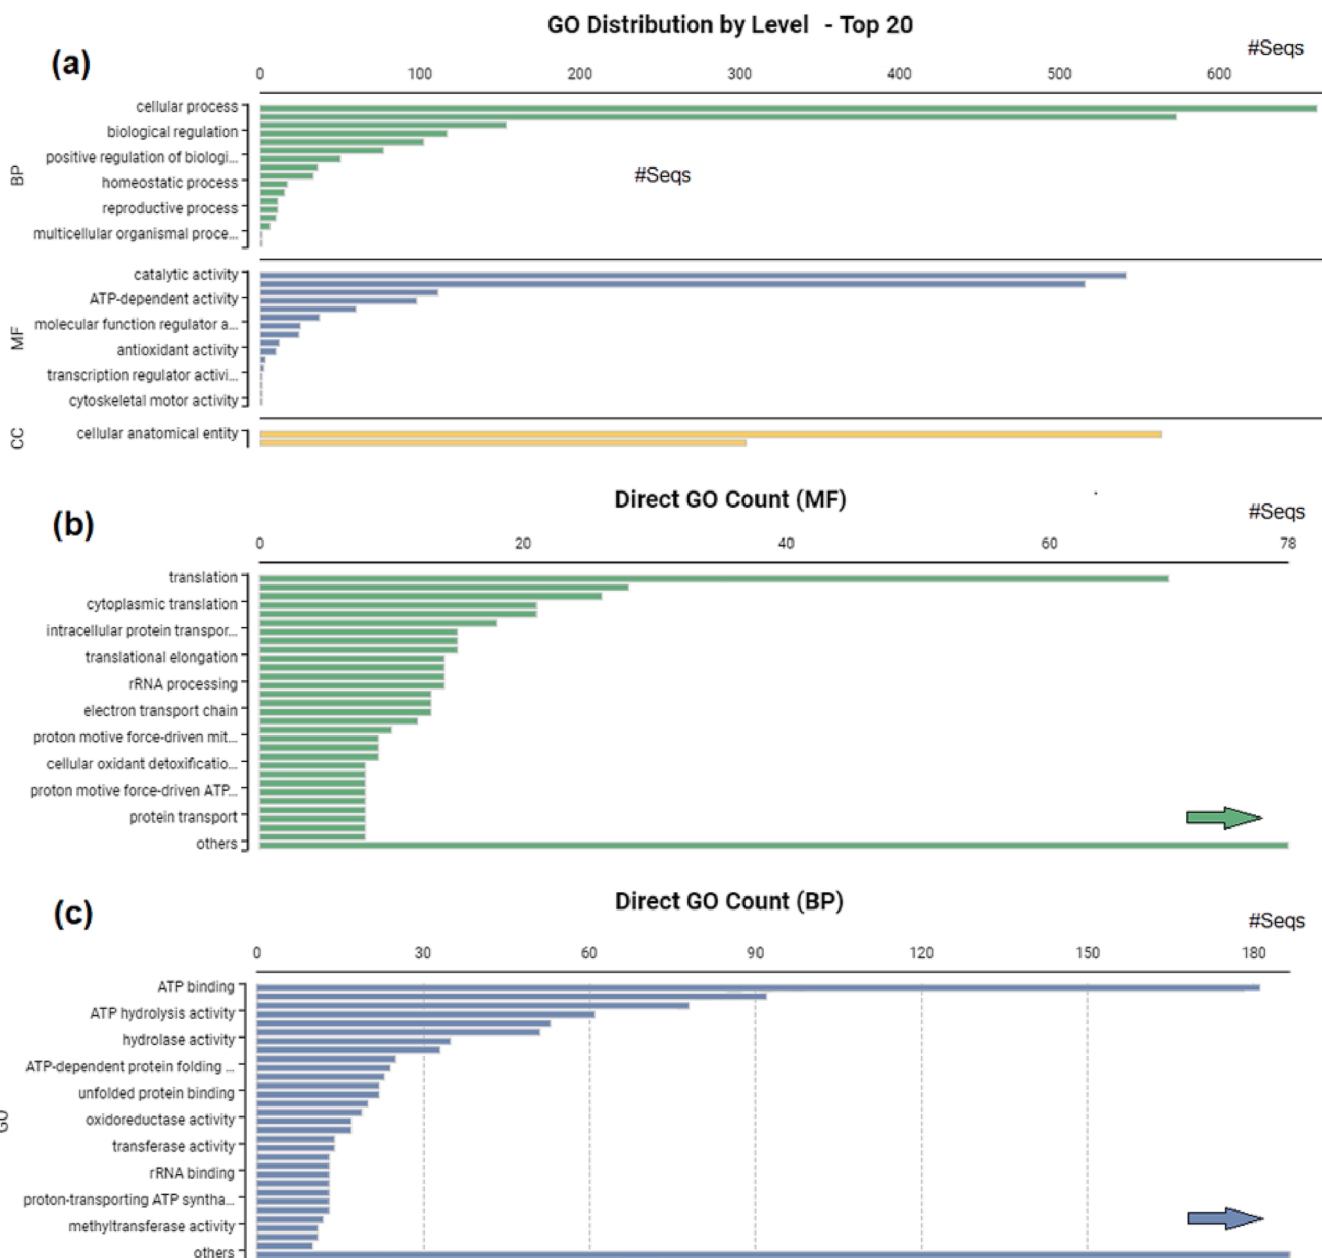 GO Distribution by Level - Top 20
(a)
#Seqs
0 100 200 300 400 500 600
BP
cellular process
biological regulation
positive regulation of biologi...
#Seqs
homeostatic process
reproductive process
multicellular organismal proce...
MF
catalytic activity
ATP-dependent activity
molecular function regulator a...
antioxidant activity
transcription regulator activi...
cytoskeletal motor activity
CC
cellular anatomical entity
Direct GO Count (MF)
(b)
#Seqs
0 20 40 60 78
translation
cytoplasmic translation
intracellular protein transpor...
translational elongation
rRNA processing
electron transport chain
proton motive force-driven mit...
cellular oxidant detoxificatio...
proton motive force-driven ATP...
protein transport
others
Direct GO Count (BP)
(c)
#Seqs
0 30 60 90 120 150 180
ATP binding
ATP hydrolysis activity
hydrolase activity
ATP-dependent protein folding ...
unfolded protein binding
GO
oxidoreductase activity
transferase activity
rRNA binding
proton-transporting ATP syntha...
methyltransferase activity
others